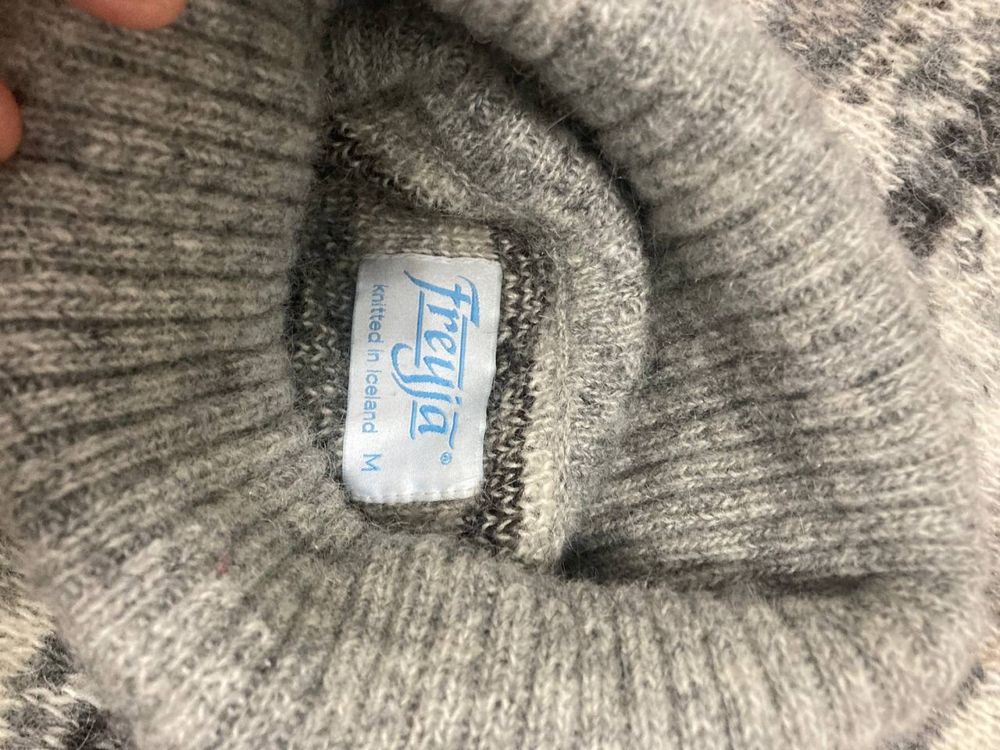 freyja®
knitted in Iceland M